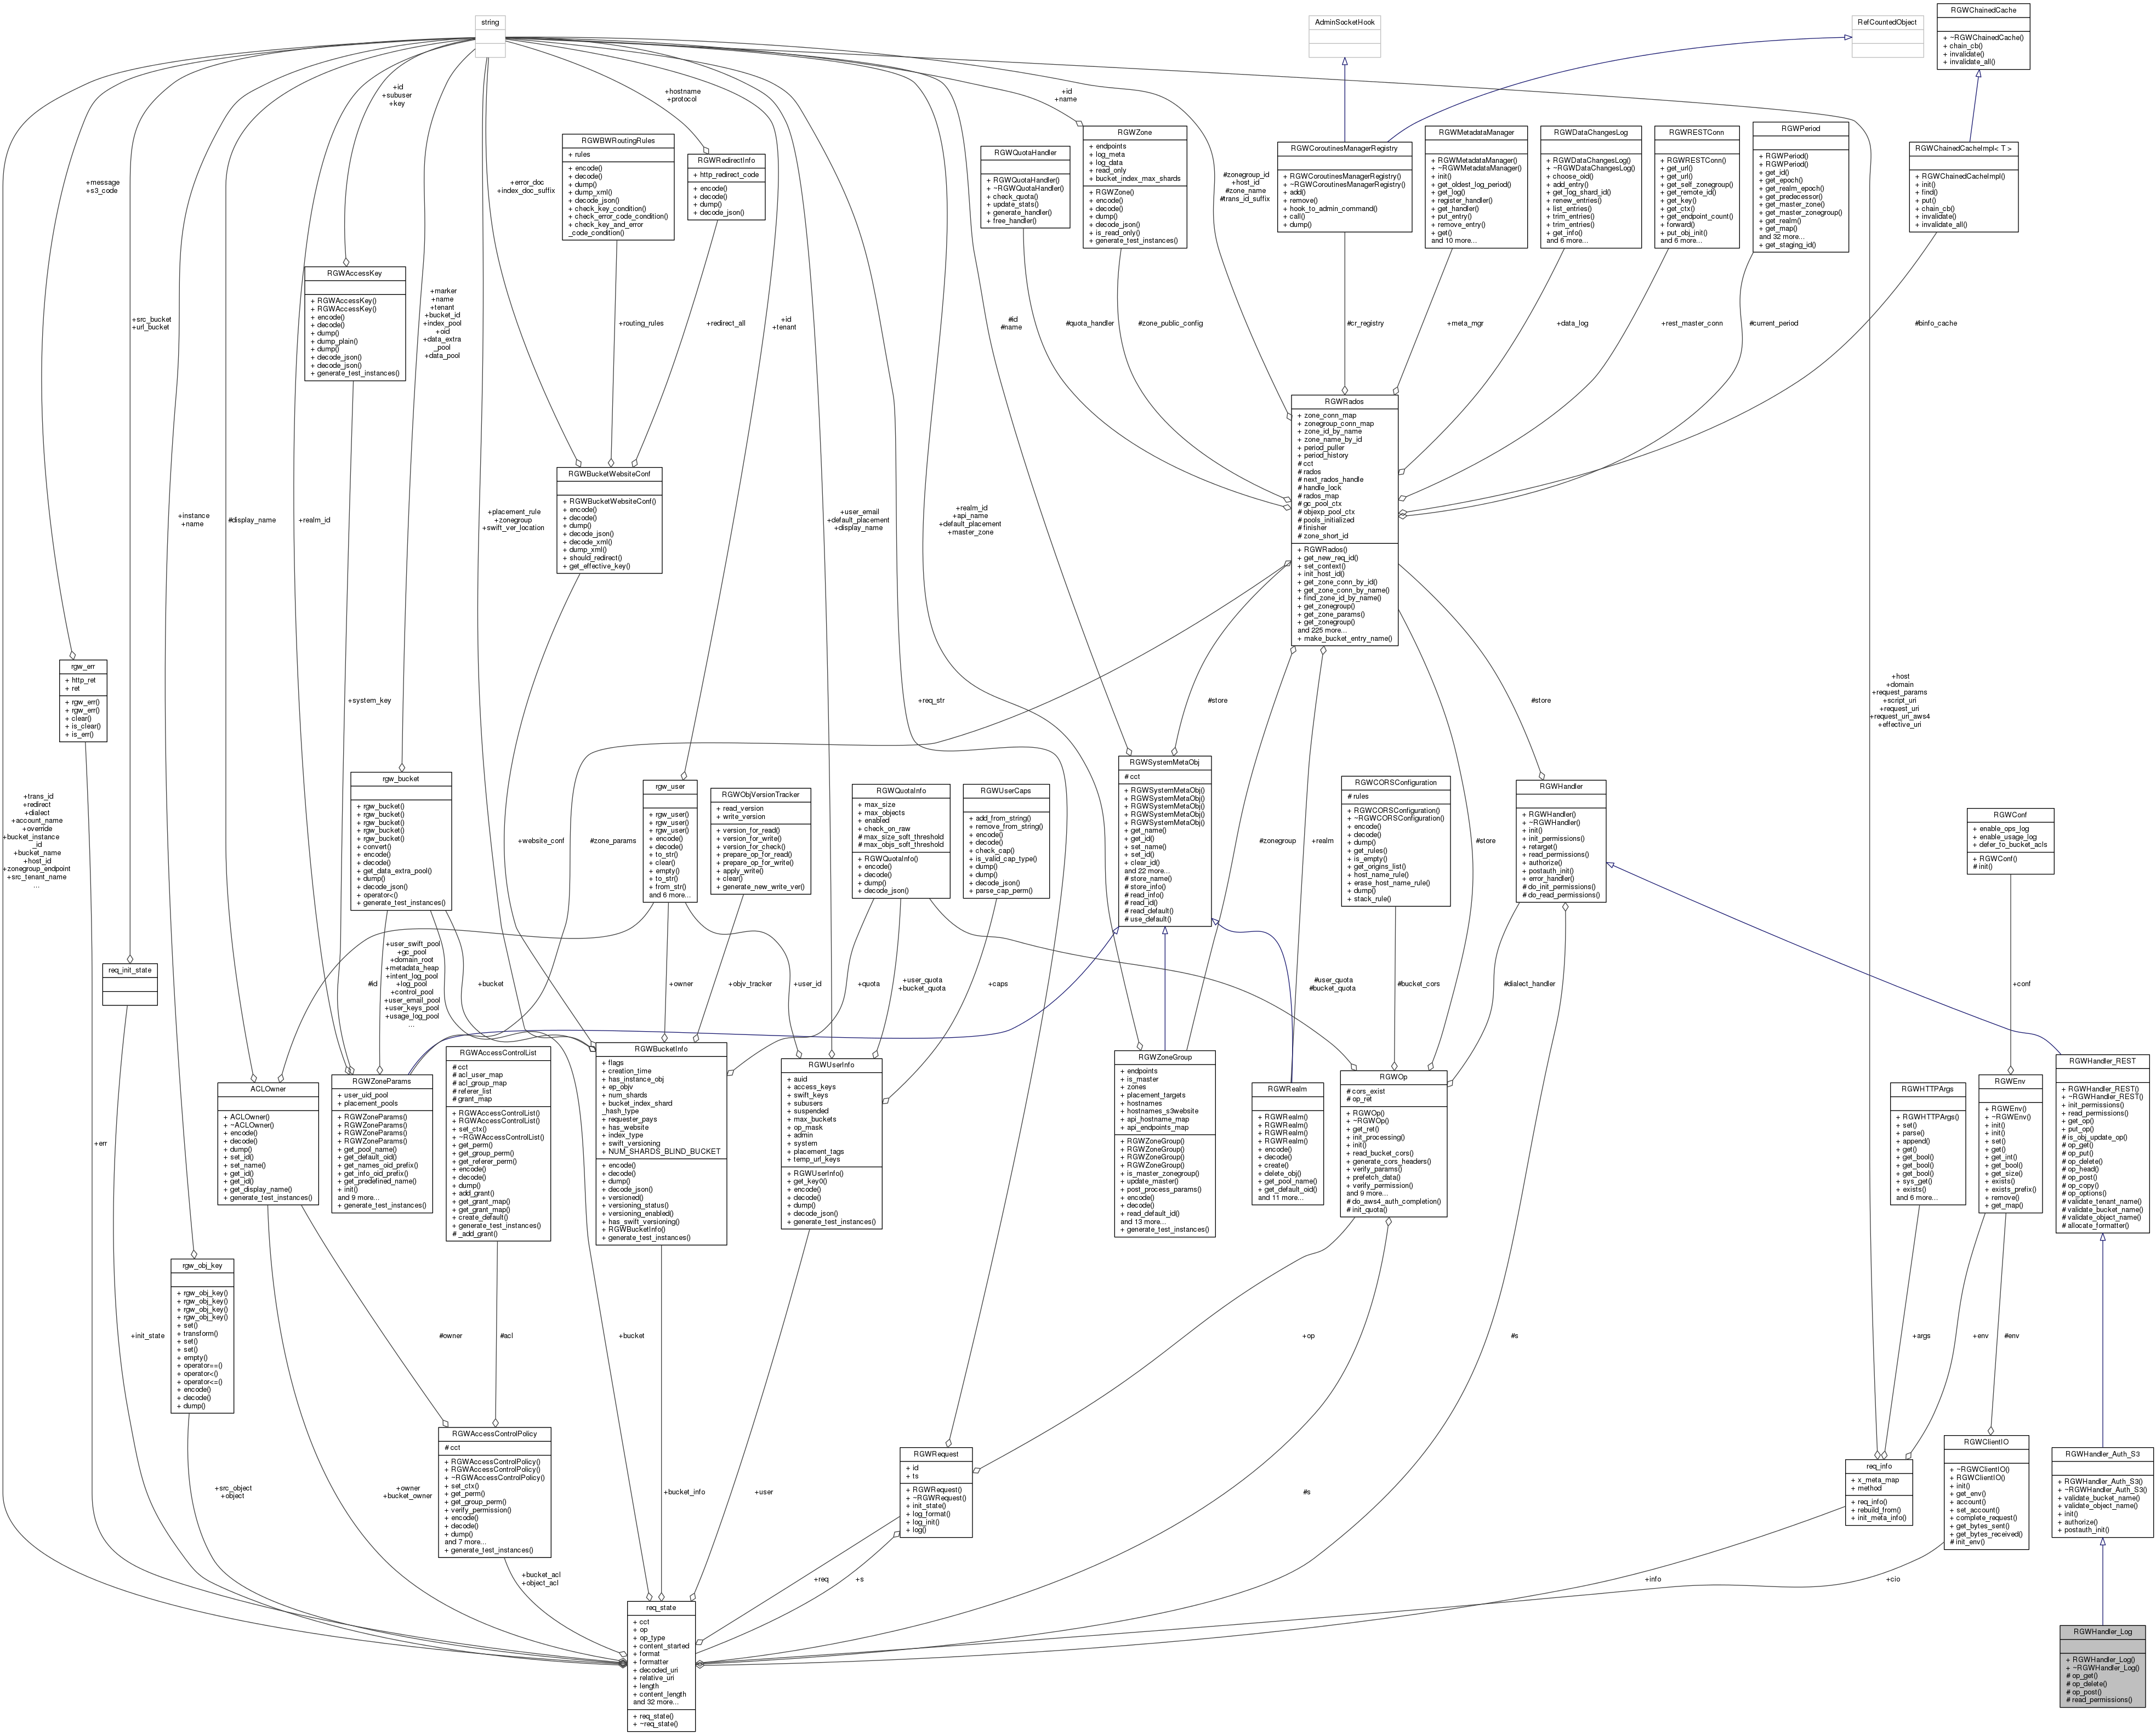 string
AdminSocketHook
RefCountedObject
RGWChainedCache
+ ~RGWChainedCache()
+ chain_cb()
+ invalidate()
+ invalidate_all()
+id
+subuser
+key
+hostname
+protocol
+id
+name
RGWBWRoutingRules
+ rules
+ encode()
+ decode()
+ dump()
+ dump_xml()
+ decode_json()
+ check_key_condition()
+ check_error_code_condition()
+ check_key_and_error
_code_condition()
RGWRedirectInfo
+ http_redirect_code
+ encode()
+ decode()
+ dump()
+ decode_json()
RGWQuotaHandler
+ RGWQuotaHandler()
+ ~RGWQuotaHandler()
+ check_quota()
+ update_stats()
+ generate_handler()
+ free_handler()
RGWZone
+ endpoints
+ log_meta
+ log_data
+ read_only
+ bucket_index_max_shards
+ RGWZone()
+ encode()
+ decode()
+ dump()
+ decode_json()
+ is_read_only()
+ generate_test_instances()
#zonegroup_id
+host_id
#zone_name
#trans_id_suffix
RGWCoroutinesManagerRegistry
+ RGWCoroutinesManagerRegistry()
+ ~RGWCoroutinesManagerRegistry()
+ add()
+ remove()
+ hook_to_admin_command()
+ call()
+ dump()
RGWMetadataManager
+ RGWMetadataManager()
+ ~RGWMetadataManager()
+ init()
+ get_oldest_log_period()
+ get_log()
+ register_handler()
+ get_handler()
+ put_entry()
+ remove_entry()
+ get()
and 10 more...
RGWDataChangesLog
+ RGWDataChangesLog()
+ ~RGWDataChangesLog()
+ choose_oid()
+ add_entry()
+ get_log_shard_id()
+ renew_entries()
+ list_entries()
+ trim_entries()
+ trim_entries()
+ get_info()
and 6 more...
RGWRESTConn
+ RGWRESTConn()
+ get_url()
+ get_url()
+ get_self_zonegroup()
+ get_remote_id()
+ get_key()
+ get_ctx()
+ get_endpoint_count()
+ forward()
+ put_obj_init()
and 6 more...
RGWPeriod
+ RGWPeriod()
+ RGWPeriod()
+ get_id()
+ get_epoch()
+ get_realm_epoch()
+ get_predecessor()
+ get_master_zone()
+ get_master_zonegroup()
+ get_realm()
+ get_map()
and 32 more...
+ get_staging_id()
RGWChainedCacheImpl< T >
+ RGWChainedCacheImpl()
+ init()
+ find()
+ put()
+ chain_cb()
+ invalidate()
+ invalidate_all()
+message
+s3_code
+error_doc
+index_doc_suffix
RGWAccessKey
+ RGWAccessKey()
+ RGWAccessKey()
+ encode()
+ decode()
+ dump()
+ dump_plain()
+ dump()
+ decode_json()
+ decode_json()
+ generate_test_instances()
+marker
+name
+tenant
+bucket_id
+index_pool
+oid
+data_extra
_pool
+data_pool
+src_bucket
+url_bucket
+routing_rules
+redirect_all
+id
+tenant
#id
#name
#quota_handler
#zone_public_config
#cr_registry
+meta_mgr
+data_log
+rest_master_conn
#current_period
#binfo_cache
RGWRados
+ zone_conn_map
+ zonegroup_conn_map
+ zone_id_by_name
+ zone_name_by_id
+ period_puller
+ period_history
# cct
# rados
# next_rados_handle
# handle_lock
# rados_map
# gc_pool_ctx
# objexp_pool_ctx
# pools_initialized
# finisher
# zone_short_id
+ RGWRados()
+ get_new_req_id()
+ set_context()
+ init_host_id()
+ get_zone_conn_by_id()
+ get_zone_conn_by_name()
+ find_zone_id_by_name()
+ get_zonegroup()
+ get_zone_params()
+ get_zonegroup()
and 225 more...
+ make_bucket_entry_name()
RGWBucketWebsiteConf
+ RGWBucketWebsiteConf()
+ encode()
+ decode()
+ dump()
+ decode_json()
+ decode_xml()
+ dump_xml()
+ should_redirect()
+ get_effective_key()
+instance
+name
#display_name
+realm_id
+placement_rule
+zonegroup
+swift_ver_location
+user_email
+default_placement
+display_name
+realm_id
+api_name
+default_placement
+master_zone
rgw_err
+ http_ret
+ ret
+ rgw_err()
+ rgw_err()
+ clear()
+ is_clear()
+ is_err()
+system_key
+req_str
#store
#store
+host
+domain
+request_params
+script_uri
+request_uri
+request_uri_aws4
+effective_uri
+trans_id
+redirect
+dialect
+account_name
+override
+bucket_instance
_id
+bucket_name
+host_id
+zonegroup_endpoint
+src_tenant_name
...
rgw_bucket
+ rgw_bucket()
+ rgw_bucket()
+ rgw_bucket()
+ rgw_bucket()
+ rgw_bucket()
+ convert()
+ encode()
+ decode()
+ get_data_extra_pool()
+ dump()
+ decode_json()
+ operator<()
+ generate_test_instances()
+website_conf
#zone_params
rgw_user
+ rgw_user()
+ rgw_user()
+ rgw_user()
+ encode()
+ decode()
+ to_str()
+ clear()
+ empty()
+ to_str()
+ from_str()
and 6 more...
RGWObjVersionTracker
+ read_version
+ write_version
+ version_for_read()
+ version_for_write()
+ version_for_check()
+ prepare_op_for_read()
+ prepare_op_for_write()
+ apply_write()
+ clear()
+ generate_new_write_ver()
RGWQuotaInfo
+ max_size
+ max_objects
+ enabled
+ check_on_raw
# max_size_soft_threshold
# max_objs_soft_threshold
+ RGWQuotaInfo()
+ encode()
+ decode()
+ dump()
+ decode_json()
RGWUserCaps
+ add_from_string()
+ remove_from_string()
+ encode()
+ decode()
+ check_cap()
+ is_valid_cap_type()
+ dump()
+ dump()
+ decode_json()
+ parse_cap_perm()
RGWSystemMetaObj
# cct
+ RGWSystemMetaObj()
+ RGWSystemMetaObj()
+ RGWSystemMetaObj()
+ RGWSystemMetaObj()
+ RGWSystemMetaObj()
+ get_name()
+ get_id()
+ set_name()
+ set_id()
+ clear_id()
and 22 more...
# store_name()
# store_info()
# read_info()
# read_id()
# read_default()
# use_default()
#zonegroup
+realm
RGWCORSConfiguration
# rules
+ RGWCORSConfiguration()
+ ~RGWCORSConfiguration()
+ encode()
+ decode()
+ dump()
+ get_rules()
+ is_empty()
+ get_origins_list()
+ host_name_rule()
+ erase_host_name_rule()
+ dump()
+ stack_rule()
#store
RGWHandler
+ RGWHandler()
+ ~RGWHandler()
+ init()
+ init_permissions()
+ retarget()
+ read_permissions()
+ authorize()
+ postauth_init()
+ error_handler()
# do_init_permissions()
# do_read_permissions()
RGWConf
+ enable_ops_log
+ enable_usage_log
+ defer_to_bucket_acls
+ RGWConf()
# init()
req_init_state
#id
+user_swift_pool
+gc_pool
+domain_root
+metadata_heap
+intent_log_pool
+log_pool
+control_pool
+user_email_pool
+user_keys_pool
+usage_log_pool
...
+bucket
+owner
+objv_tracker
+user_id
+quota
+user_quota
+bucket_quota
+caps
#user_quota
#bucket_quota
#bucket_cors
#dialect_handler
+conf
ACLOwner
+ ACLOwner()
+ ~ACLOwner()
+ encode()
+ decode()
+ dump()
+ set_id()
+ set_name()
+ get_id()
+ get_id()
+ get_display_name()
+ generate_test_instances()
RGWZoneParams
+ user_uid_pool
+ placement_pools
+ RGWZoneParams()
+ RGWZoneParams()
+ RGWZoneParams()
+ RGWZoneParams()
+ RGWZoneParams()
+ get_pool_name()
+ get_default_oid()
+ get_names_oid_prefix()
+ get_info_oid_prefix()
+ get_predefined_name()
+ init()
and 9 more...
+ generate_test_instances()
RGWAccessControlList
# cct
# acl_user_map
# acl_group_map
# referer_list
# grant_map
+ RGWAccessControlList()
+ RGWAccessControlList()
+ set_ctx()
+ ~RGWAccessControlList()
+ get_perm()
+ get_group_perm()
+ get_referer_perm()
+ encode()
+ decode()
+ dump()
+ add_grant()
+ get_grant_map()
+ get_grant_map()
+ create_default()
+ generate_test_instances()
# _add_grant()
RGWBucketInfo
+ flags
+ creation_time
+ has_instance_obj
+ ep_objv
+ num_shards
+ bucket_index_shard
_hash_type
+ requester_pays
+ has_website
+ index_type
+ swift_versioning
+ NUM_SHARDS_BLIND_BUCKET
+ encode()
+ decode()
+ dump()
+ decode_json()
+ versioned()
+ versioning_status()
+ versioning_enabled()
+ has_swift_versioning()
+ RGWBucketInfo()
+ generate_test_instances()
RGWUserInfo
+ auid
+ access_keys
+ swift_keys
+ subusers
+ suspended
+ max_buckets
+ op_mask
+ admin
+ system
+ placement_tags
+ temp_url_keys
+ RGWUserInfo()
+ get_key0()
+ encode()
+ decode()
+ dump()
+ decode_json()
+ generate_test_instances()
RGWZoneGroup
+ endpoints
+ is_master
+ zones
+ placement_targets
+ hostnames
+ hostnames_s3website
+ api_hostname_map
+ api_endpoints_map
+ RGWZoneGroup()
+ RGWZoneGroup()
+ RGWZoneGroup()
+ RGWZoneGroup()
+ is_master_zonegroup()
+ update_master()
+ post_process_params()
+ encode()
+ decode()
+ read_default_id()
and 13 more...
+ generate_test_instances()
RGWRealm
+ RGWRealm()
+ RGWRealm()
+ RGWRealm()
+ RGWRealm()
+ encode()
+ decode()
+ create()
+ delete_obj()
+ get_pool_name()
+ get_default_oid()
and 11 more...
RGWOp
# cors_exist
# op_ret
+ RGWOp()
+ ~RGWOp()
+ get_ret()
+ init_processing()
+ init()
+ read_bucket_cors()
+ generate_cors_headers()
+ verify_params()
+ prefetch_data()
+ verify_permission()
and 9 more...
# do_aws4_auth_completion()
# init_quota()
RGWHTTPArgs
+ RGWHTTPArgs()
+ set()
+ parse()
+ append()
+ get()
+ get_bool()
+ get_bool()
+ get_bool()
+ sys_get()
+ exists()
and 6 more...
RGWEnv
+ RGWEnv()
+ ~RGWEnv()
+ init()
+ init()
+ set()
+ get()
+ get_int()
+ get_bool()
+ get_size()
+ exists()
+ exists_prefix()
+ remove()
+ get_map()
RGWHandler_REST
+ RGWHandler_REST()
+ ~RGWHandler_REST()
+ init_permissions()
+ read_permissions()
+ get_op()
+ put_op()
# is_obj_update_op()
# op_get()
# op_put()
# op_delete()
# op_head()
# op_post()
# op_copy()
# op_options()
# validate_tenant_name()
# validate_bucket_name()
# validate_object_name()
# allocate_formatter()
+err
rgw_obj_key
+ rgw_obj_key()
+ rgw_obj_key()
+ rgw_obj_key()
+ rgw_obj_key()
+ set()
+ transform()
+ set()
+ set()
+ empty()
+ operator==()
+ operator<()
+ operator<=()
+ encode()
+ decode()
+ dump()
+init_state
#owner
#acl
+bucket
+op
#s
+args
+env
#env
RGWAccessControlPolicy
# cct
+ RGWAccessControlPolicy()
+ RGWAccessControlPolicy()
+ ~RGWAccessControlPolicy()
+ set_ctx()
+ get_perm()
+ get_group_perm()
+ verify_permission()
+ encode()
+ decode()
+ dump()
and 7 more...
+ generate_test_instances()
RGWRequest
+ id
+ ts
+ RGWRequest()
+ ~RGWRequest()
+ init_state()
+ log_format()
+ log_init()
+ log()
req_info
+ x_meta_map
+ method
+ req_info()
+ rebuild_from()
+ init_meta_info()
RGWClientIO
+ ~RGWClientIO()
+ RGWClientIO()
+ init()
+ get_env()
+ account()
+ set_account()
+ complete_request()
+ get_bytes_sent()
+ get_bytes_received()
# init_env()
RGWHandler_Auth_S3
+ RGWHandler_Auth_S3()
+ ~RGWHandler_Auth_S3()
+ validate_bucket_name()
+ validate_object_name()
+ init()
+ authorize()
+ postauth_init()
+src_object
+object
+owner
+bucket_owner
+bucket_info
+user
#s
+bucket_acl
+object_acl
+req
+s
+info
+cio
req_state
+ cct
+ op
+ op_type
+ content_started
+ format
+ formatter
+ decoded_uri
+ relative_uri
+ length
+ content_length
and 32 more...
+ req_state()
+ ~req_state()
RGWHandler_Log
+ RGWHandler_Log()
+ ~RGWHandler_Log()
# op_get()
# op_delete()
# op_post()
# read_permissions()